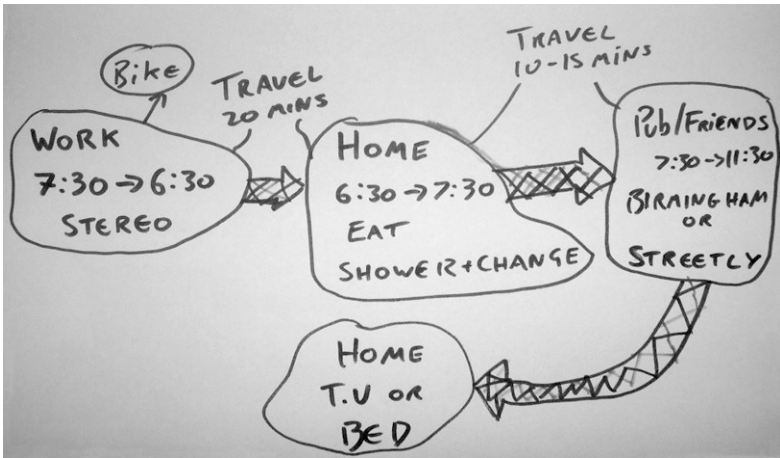 Bike
TRAVEL
20 MINS
TRAVEL
10-15 MINS
WORK
7:30→6:30
STEREO
HOME
6:30→7:30
EAT
SHOWER+CHANGE
Pub/FRIENDS
7:30→11:30
BIRMINGHAM
OR
STREETLY
HOME
T.V OR
BED